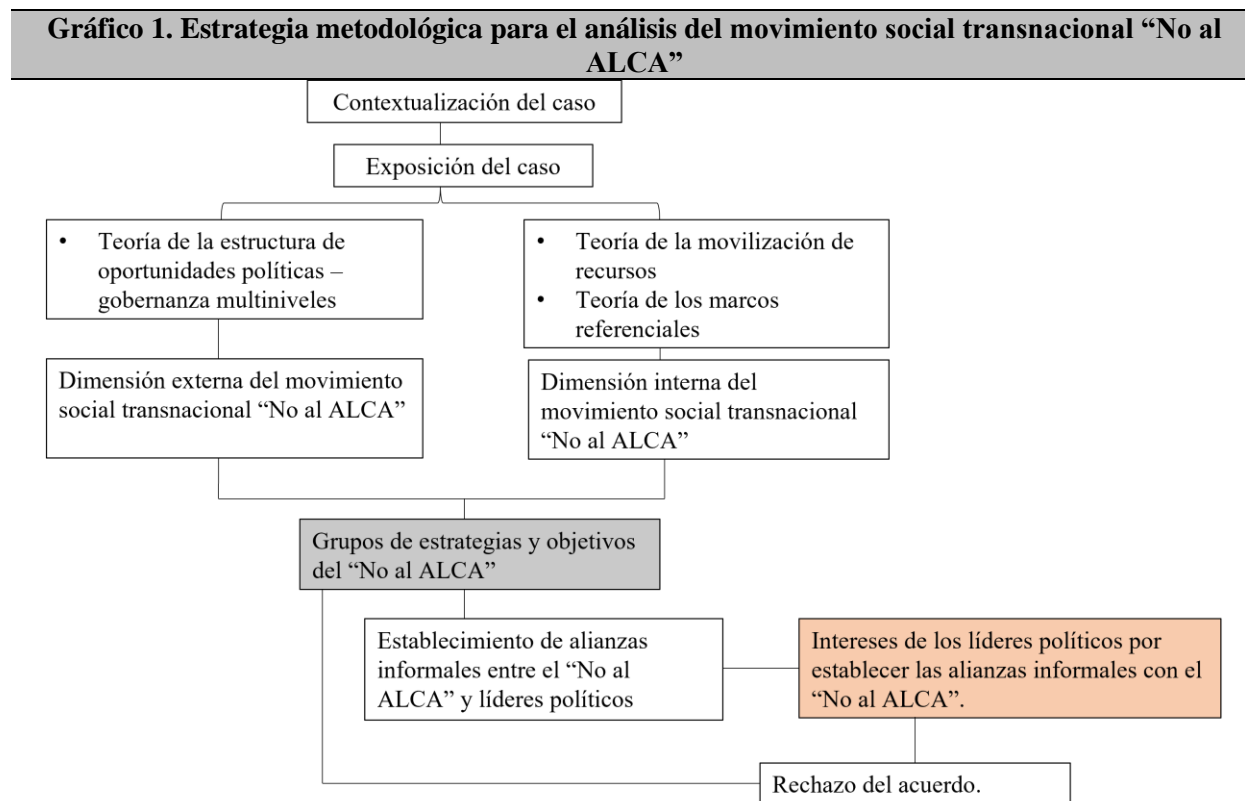 Gráfico 1. Estrategia metodológica para el análisis del movimiento social transnacional “No al
ALCA”
Contextualización del caso
Exposición del caso
• Teoría de la estructura de
oportunidades políticas –
gobernanza multiniveles
• Teoría de la movilización de
recursos
• Teoría de los marcos
referenciales
Dimensión externa del movimiento
social transnacional “No al ALCA”
Dimensión interna del
movimiento social transnacional
“No al ALCA”
Grupos de estrategias y objetivos
del “No al ALCA”
Establecimiento de alianzas
informales entre el “No al
ALCA” y líderes políticos
Intereses de los líderes políticos por
establecer las alianzas informales con el
“No al ALCA”.
Rechazo del acuerdo.